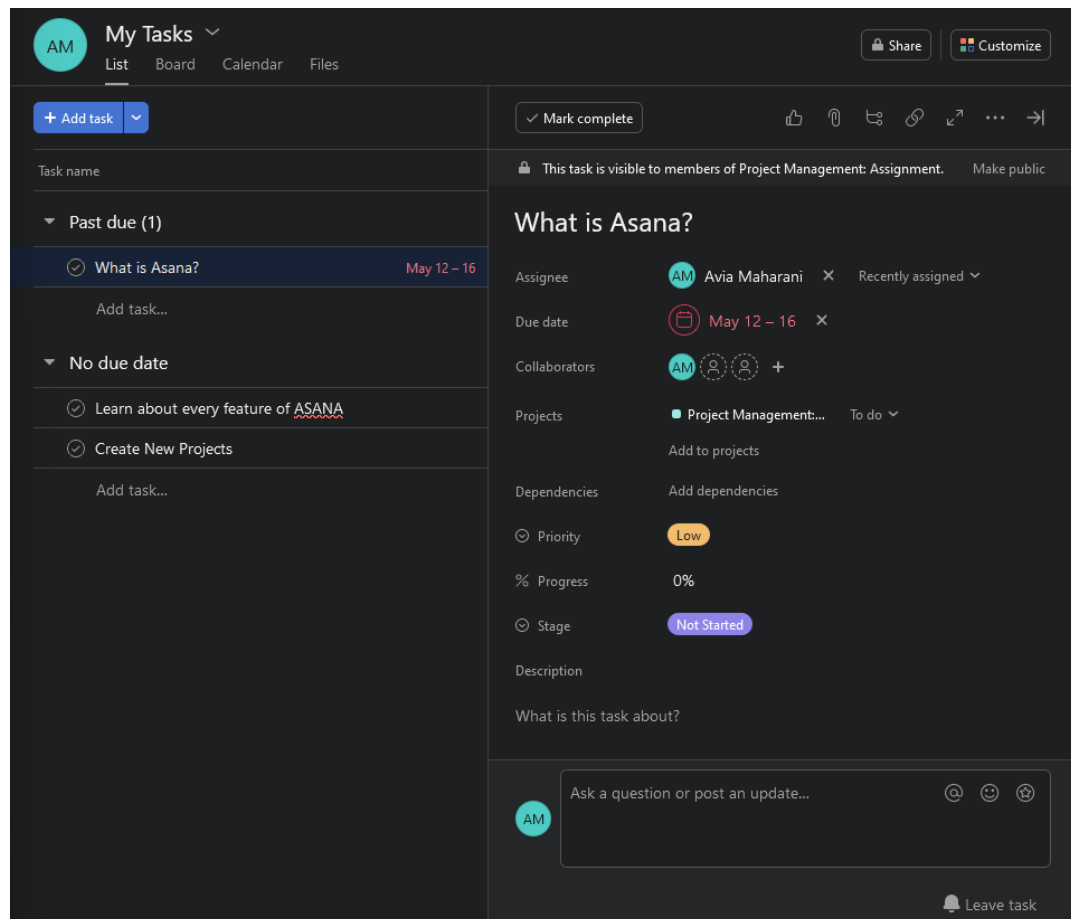 AM
My Tasks
List Board Calendar Files
Share
Customize
+ Add task
Mark complete
Task name
This task is visible to members of Project Management: Assignment. Make public
Past due (1)
What is Asana? May 12 – 16
Add task...
No due date
Learn about every feature of ASANA
Create New Projects
Add task...
What is Asana?
Assignee AM Avia Maharani × Recently assigned
Due date May 12 – 16 ×
Collaborators AM +
Projects Project Management:... To do
Add to projects
Dependencies Add dependencies
Priority Low
% Progress 0%
Stage Not Started
Description
What is this task about?
AM Ask a question or post an update... @
Leave task